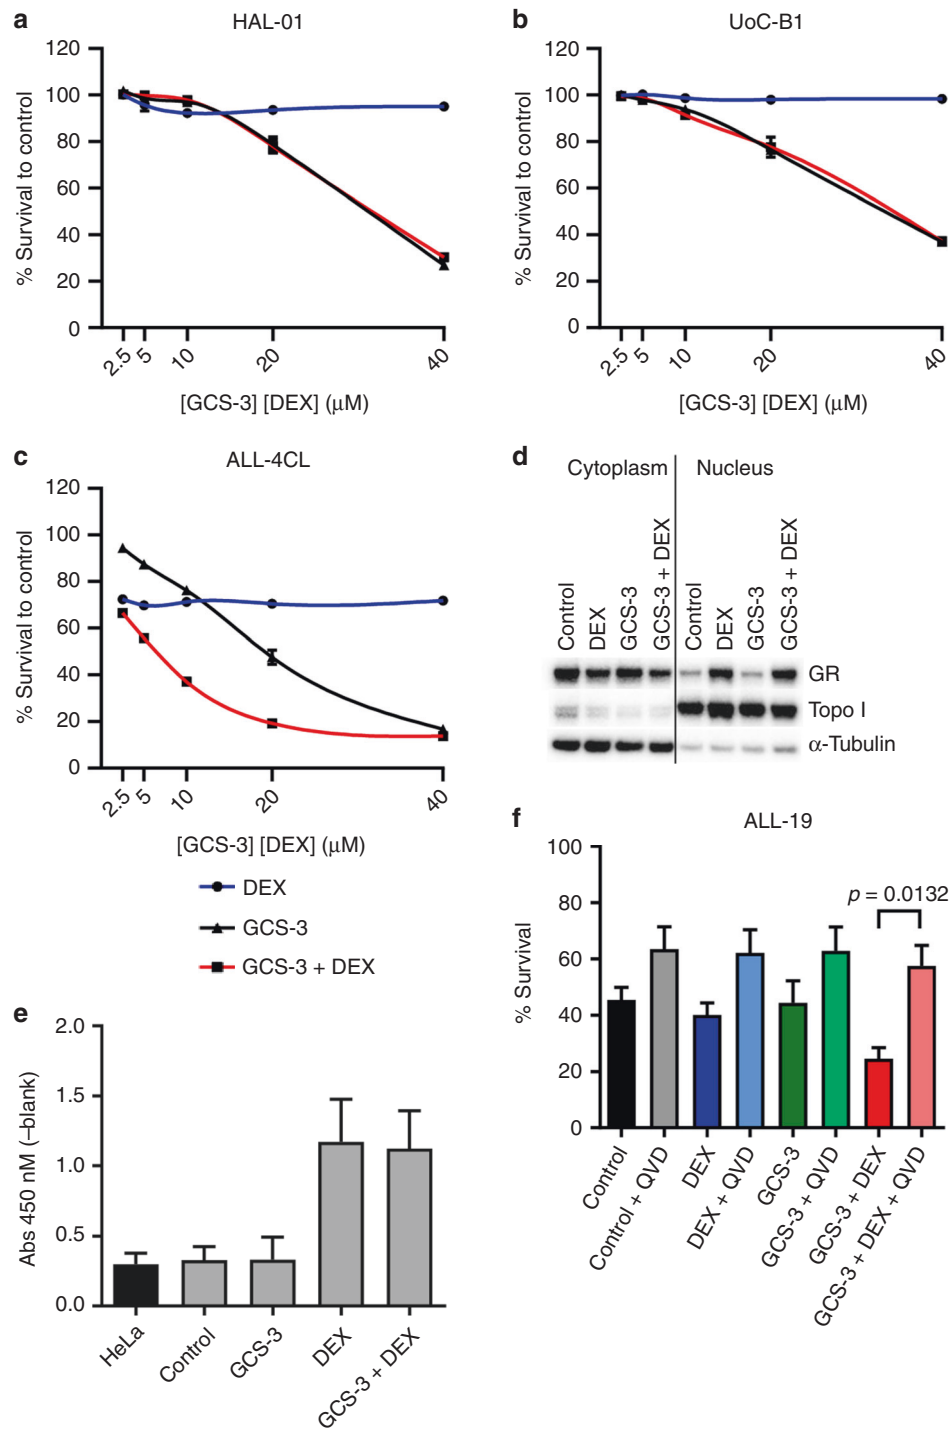 a
HAL-01
% Survival to control
120
100
80
60
40
20
0
2.5
5
10
20
40
[GCS-3] [DEX] (μM)
b
UoC-B1
% Survival to control
120
100
80
60
40
20
0
2.5
5
10
20
40
[GCS-3] [DEX] (μM)
c
ALL-4CL
% Survival to control
120
100
80
60
40
20
0
2.5
5
10
20
40
[GCS-3] [DEX] (μM)
DEX
GCS-3
GCS-3 + DEX
d
Cytoplasm
Nucleus
Control
DEX
GCS-3
GCS-3 + DEX
Control
DEX
GCS-3
GCS-3 + DEX
GR
Topo I
α-Tubulin
e
Abs 450 nM (–blank)
2.0
1.5
1.0
0.5
0.0
HeLa
Control
GCS-3
DEX
GCS-3 + DEX
f
ALL-19
% Survival
100
80
60
40
20
0
p = 0.0132
Control
Control + QVD
DEX
DEX + QVD
GCS-3
GCS-3 + QVD
GCS-3 + DEX
GCS-3 + DEX + QVD